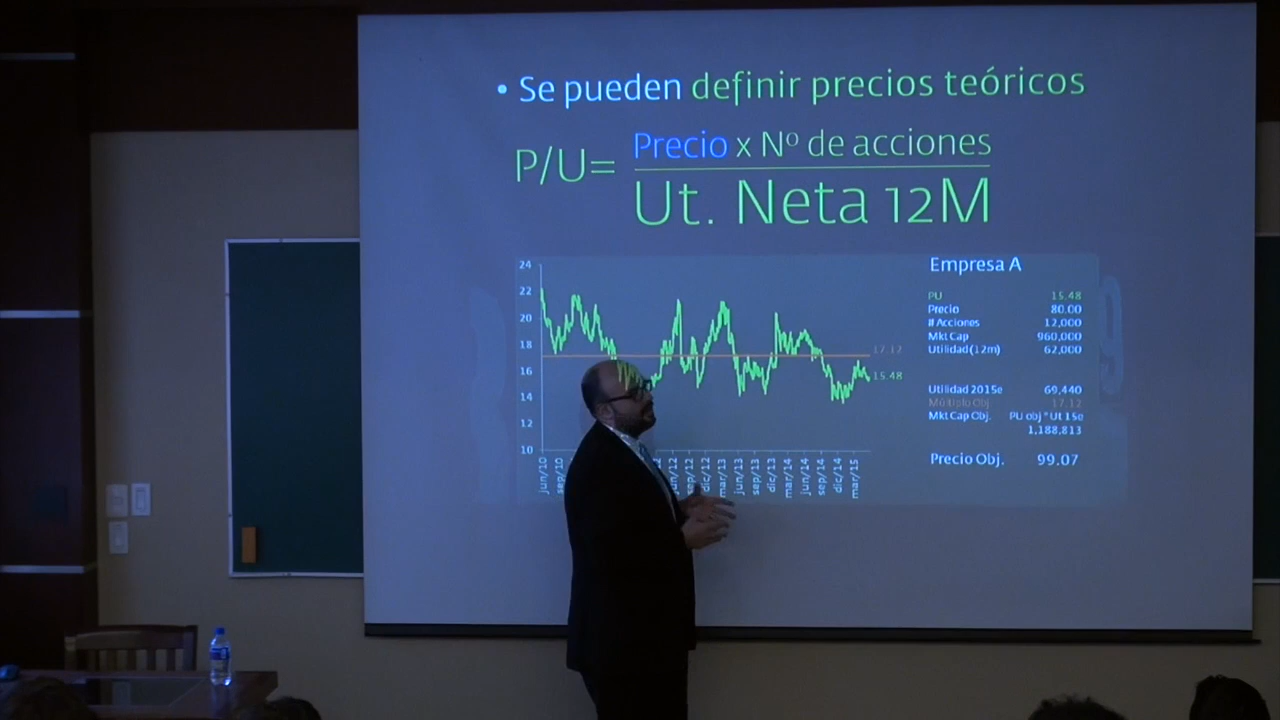 • Se pueden definir precios teóricos
P/U= Precio x Nº de acciones
Ut. Neta 12M
24
22
20
18
16
14
12
10
17.12
15.48
jun/10
sep/10
jun/12
sep/12
dic/12
mar/13
jun/13
sep/13
dic/13
mar/14
jun/14
sep/14
dic/14
mar/15
Empresa A
PU 15.48
Precio 80.00
# Acciones 12,000
Mkt Cap 960,000
Utilidad(12m) 62,000
Utilidad 2015e 69,440
Múltiplo Obj 17.12
Mkt Cap Obj. PU obj * Ut 15e
1,188,813
Precio Obj. 99.07